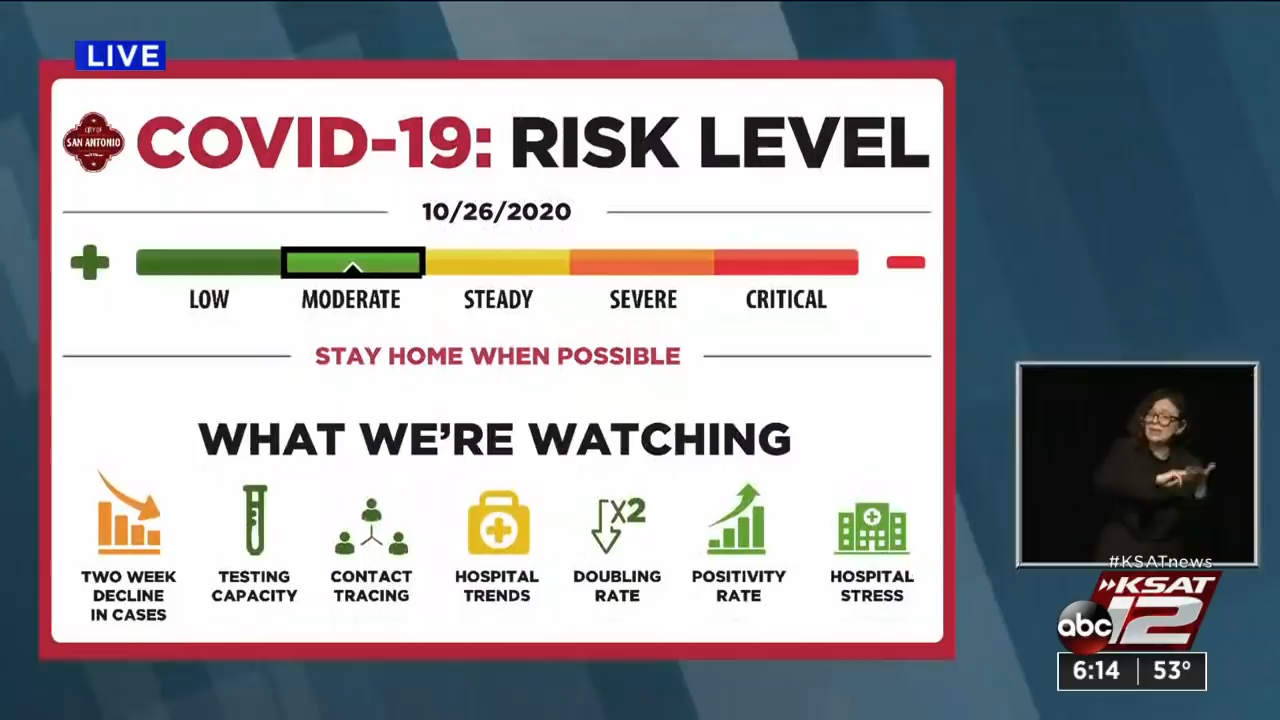 LIVE
CITY OF
SAN ANTONIO
COVID-19: RISK LEVEL
10/26/2020
LOW MODERATE STEADY SEVERE CRITICAL
STAY HOME WHEN POSSIBLE
WHAT WE'RE WATCHING
X2
TWO WEEK
DECLINE
IN CASES
TESTING
CAPACITY
CONTACT
TRACING
HOSPITAL
TRENDS
DOUBLING
RATE
POSITIVITY
RATE
HOSPITAL
STRESS
#KSATnews
KSAT
abc 12
6:14 53°